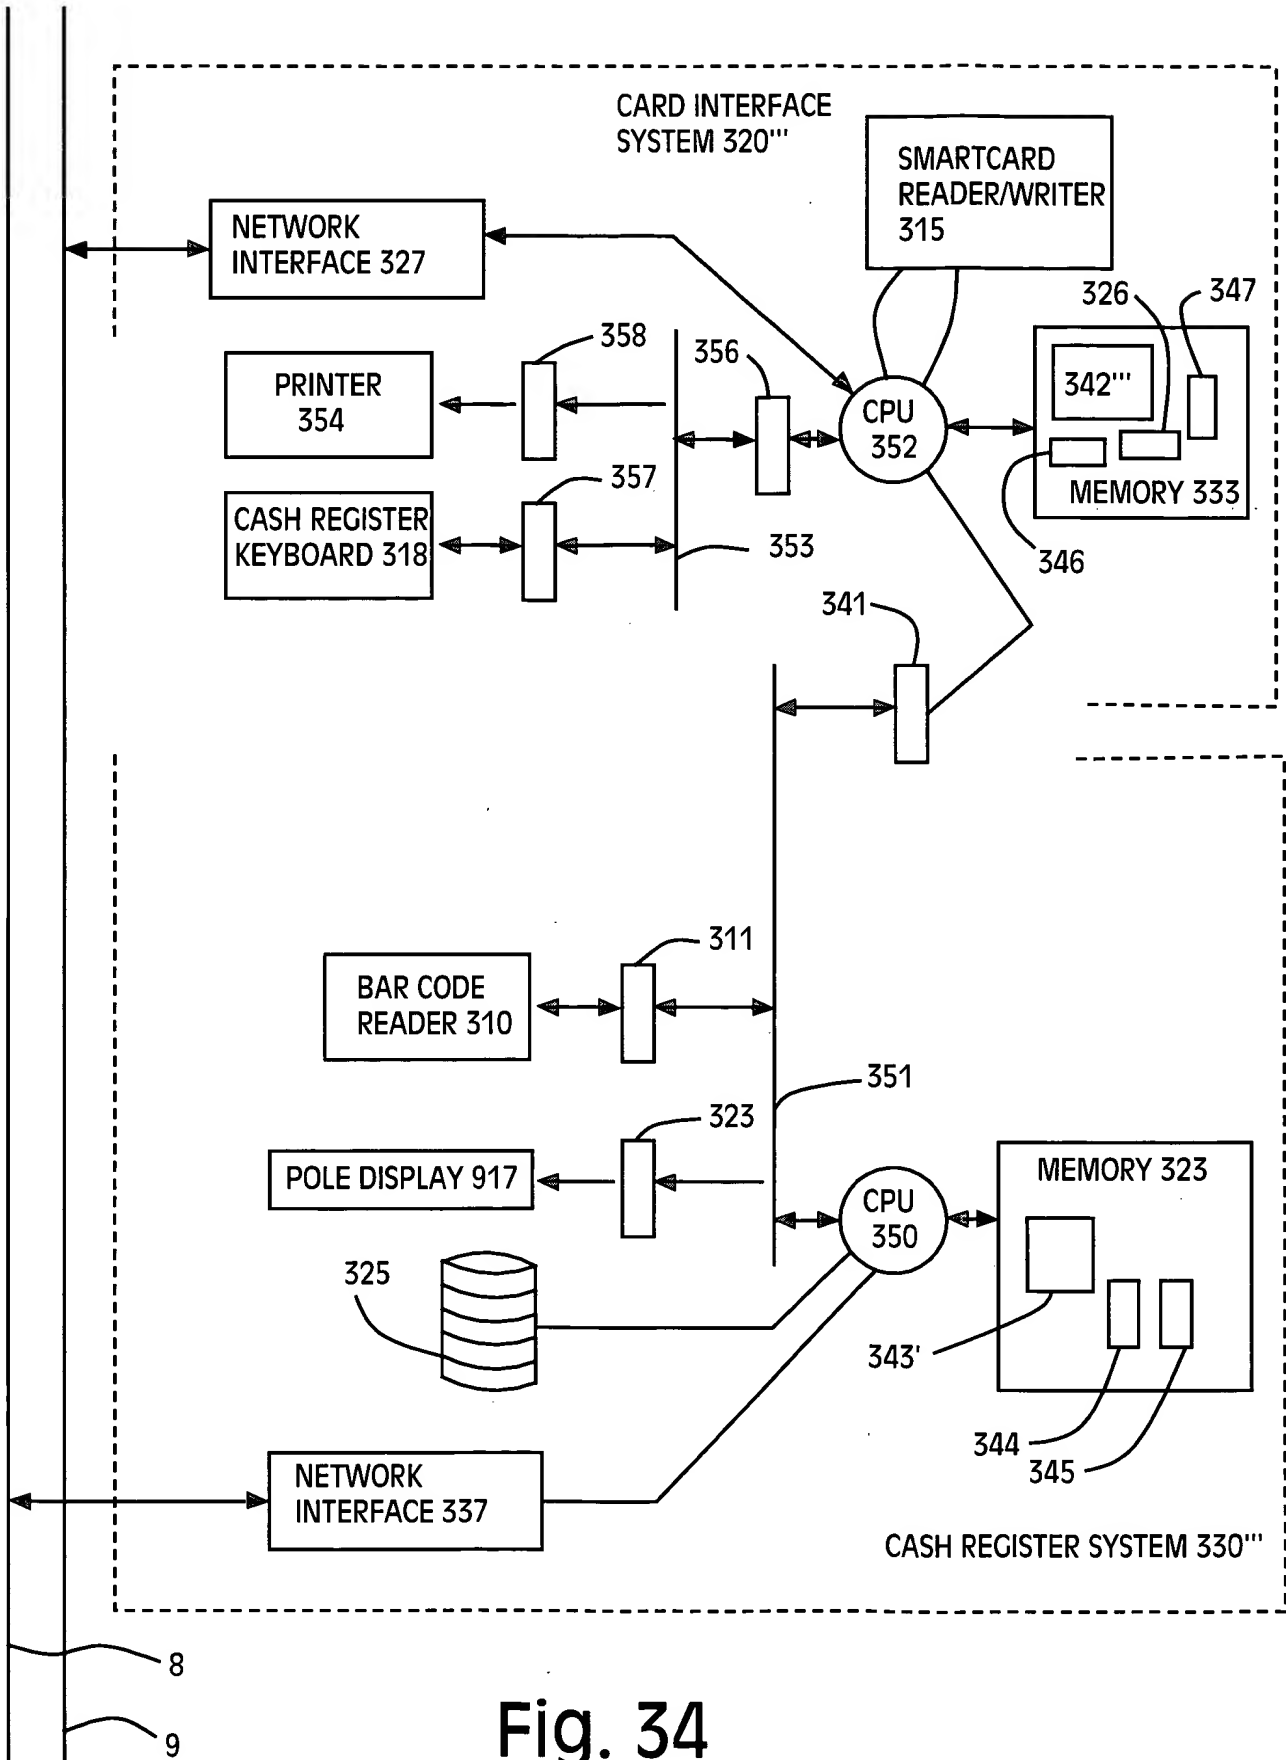 CARD INTERFACE
SYSTEM 320'''
SMARTCARD
READER/WRITER
315
NETWORK
INTERFACE 327
326
347
358
356
PRINTER
354
342'''
CPU
352
MEMORY 333
357
CASH REGISTER
KEYBOARD 318
353
346
341
311
BAR CODE
READER 310
351
323
POLE DISPLAY 917
CPU
350
MEMORY 323
325
343'
344
345
NETWORK
INTERFACE 337
CASH REGISTER SYSTEM 330'''
8
9
Fig. 34